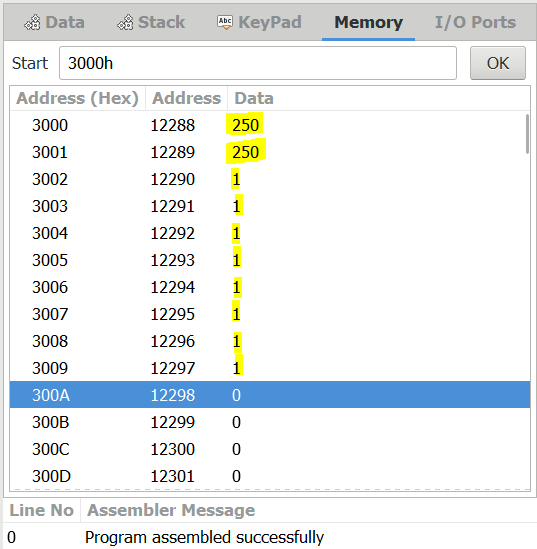 Data Stack KeyPad Memory I/O Ports
Start 3000h OK
Address (Hex) Address Data
3000 12288 250
3001 12289 250
3002 12290 1
3003 12291 1
3004 12292 1
3005 12293 1
3006 12294 1
3007 12295 1
3008 12296 1
3009 12297 1
300A 12298 0
300B 12299 0
300C 12300 0
300D 12301 0
Line No Assembler Message
0 Program assembled successfully